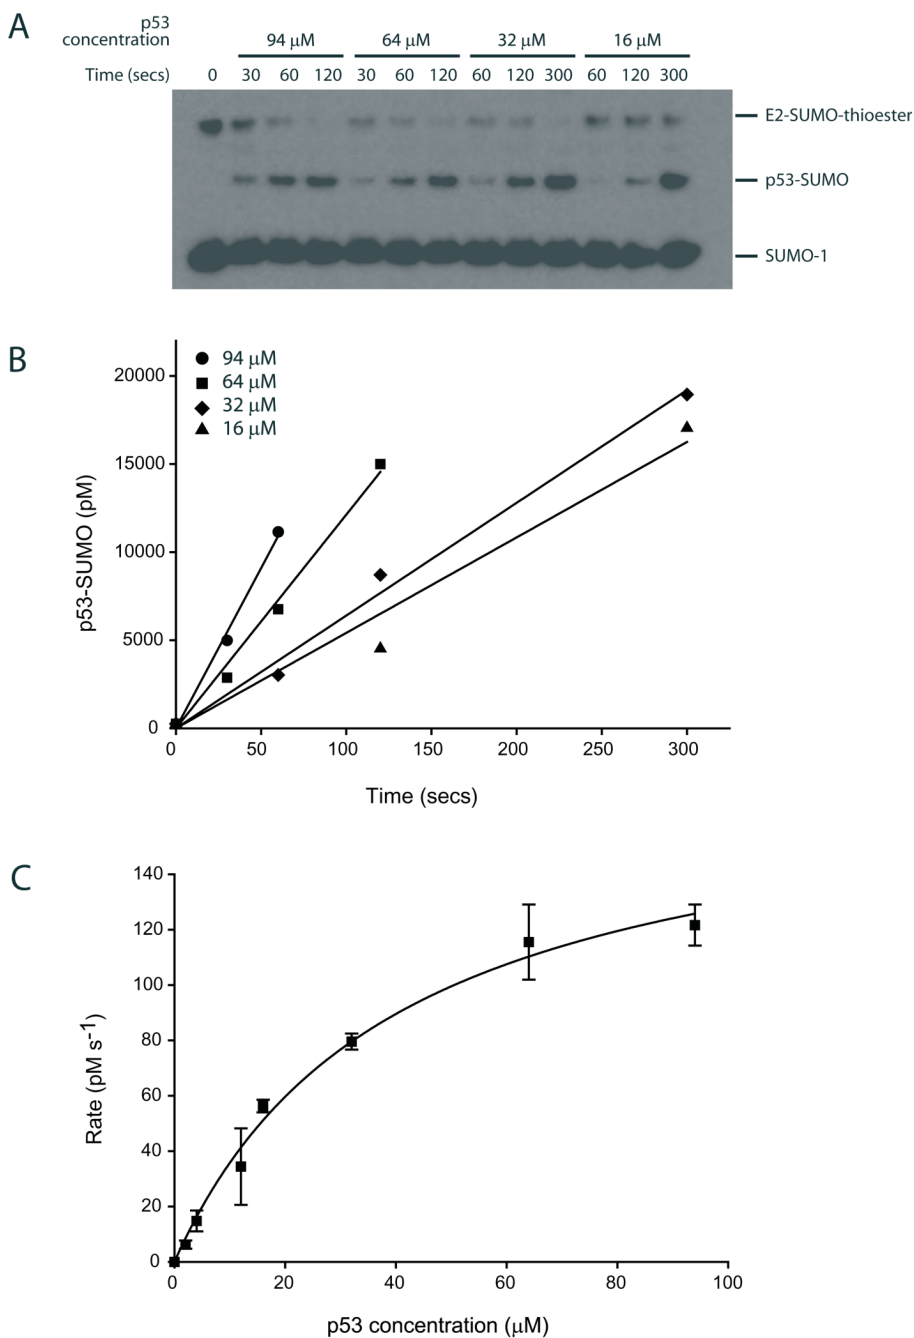 A
p53
concentration
94 μM 64 μM 32 μM 16 μM
Time (secs) 0 30 60 120 30 60 120 60 120 300 60 120 300
E2-SUMO-thioester
p53-SUMO
SUMO-1
B
94 μM
64 μM
32 μM
16 μM
20000
15000
10000
5000
0
p53-SUMO (pM)
0 50 100 150 200 250 300
Time (secs)
C
140
120
100
80
60
40
20
0
Rate (pM s-1)
0 20 40 60 80 100
p53 concentration (μM)